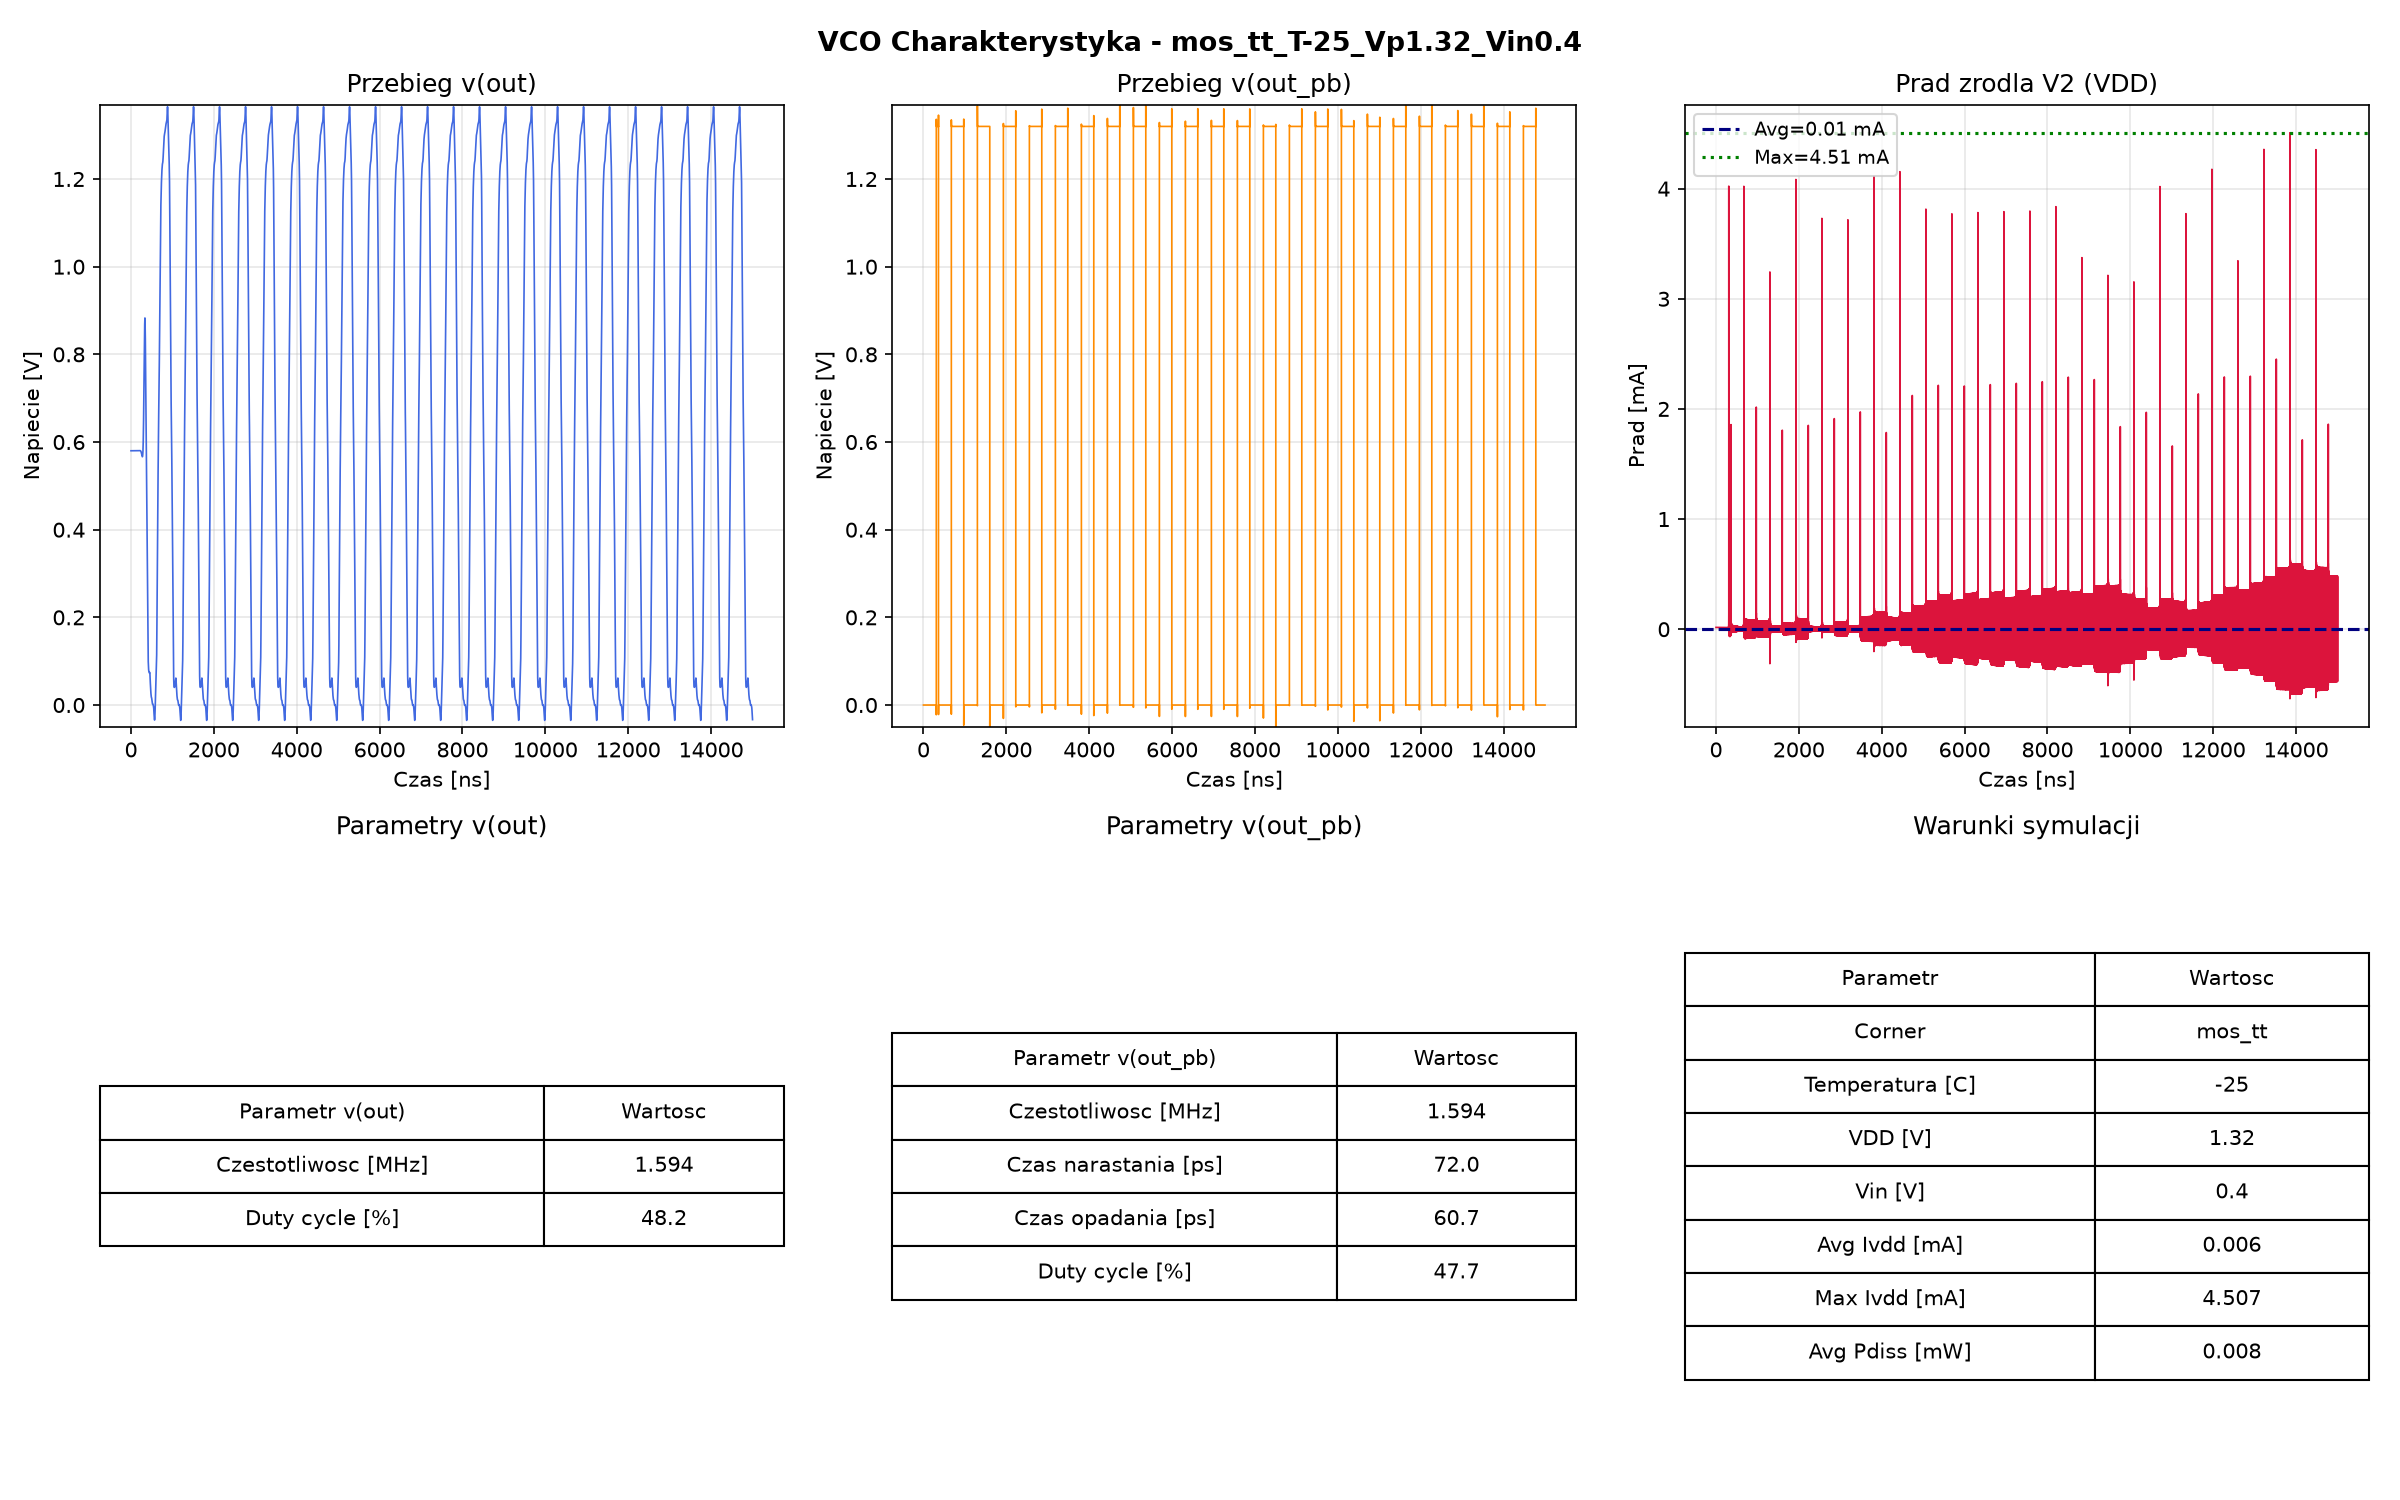 VCO Charakterystyka - mos_tt_T-25_Vp1.32_Vin0.4
Przebieg v(out)
Napiecie [V]
1.2
1.0
0.8
0.6
0.4
0.2
0.0
0 2000 4000 6000 8000 10000 12000 14000
Czas [ns]
Przebieg v(out_pb)
Napiecie [V]
1.2
1.0
0.8
0.6
0.4
0.2
0.0
0 2000 4000 6000 8000 10000 12000 14000
Czas [ns]
Prad zrodla V2 (VDD)
Avg=0.01 mA
Max=4.51 mA
Prad [mA]
4
3
2
1
0
0 2000 4000 6000 8000 10000 12000 14000
Czas [ns]
Parametry v(out)
Parametr v(out) Wartosc
Czestotliwosc [MHz] 1.594
Duty cycle [%] 48.2
Parametry v(out_pb)
Parametr v(out_pb) Wartosc
Czestotliwosc [MHz] 1.594
Czas narastania [ps] 72.0
Czas opadania [ps] 60.7
Duty cycle [%] 47.7
Warunki symulacji
Parametr Wartosc
Corner mos_tt
Temperatura [C] -25
VDD [V] 1.32
Vin [V] 0.4
Avg Ivdd [mA] 0.006
Max Ivdd [mA] 4.507
Avg Pdiss [mW] 0.008